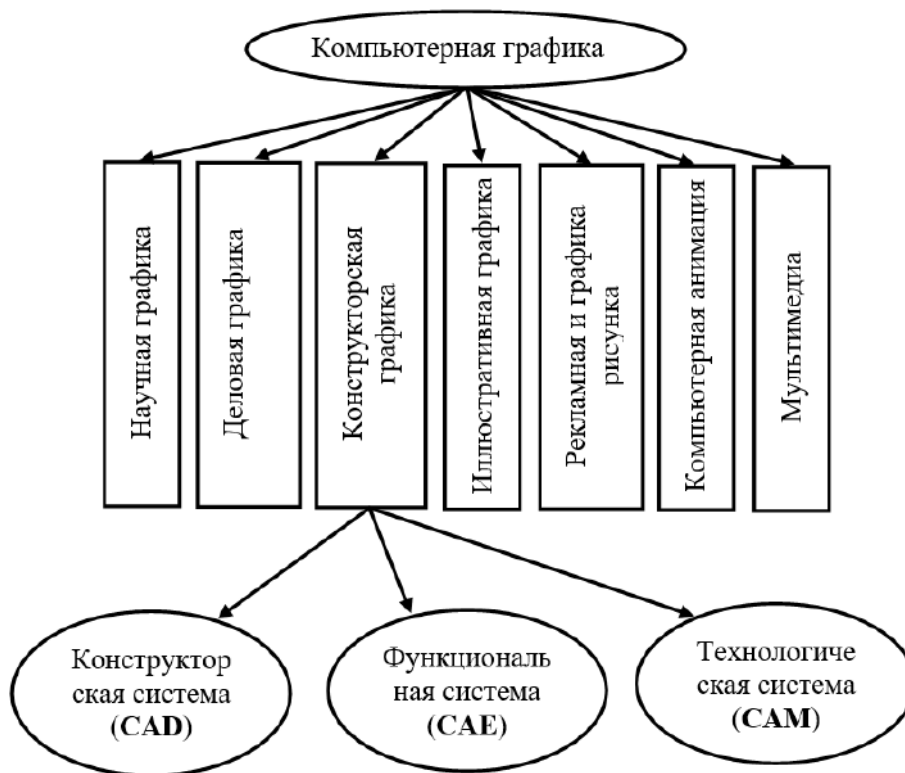 Компьютерная графика
Научная графика
Деловая графика
Конструкторская
графика
Иллюстративная графика
Рекламная и графика
рисунка
Компьютерная анимация
Мультимедиа
Конструктор
ская система
(CAD)
Функциональ
ная система
(CAE)
Технологиче
ская система
(CAM)